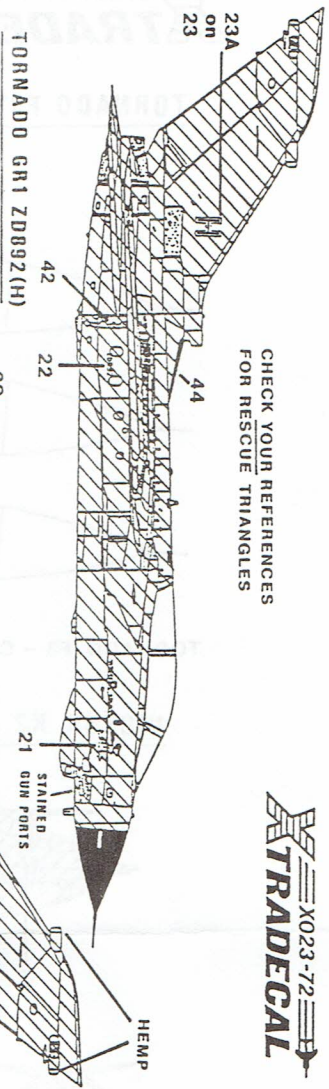 X023-72
XTRADECAL
CHECK YOUR REFERENCES
FOR RESCUE TRIANGLES
23A
on
23
44
42
22
21
STAINED
GUN PORTS
HEMP
TORNADO GR1 ZD892(H)